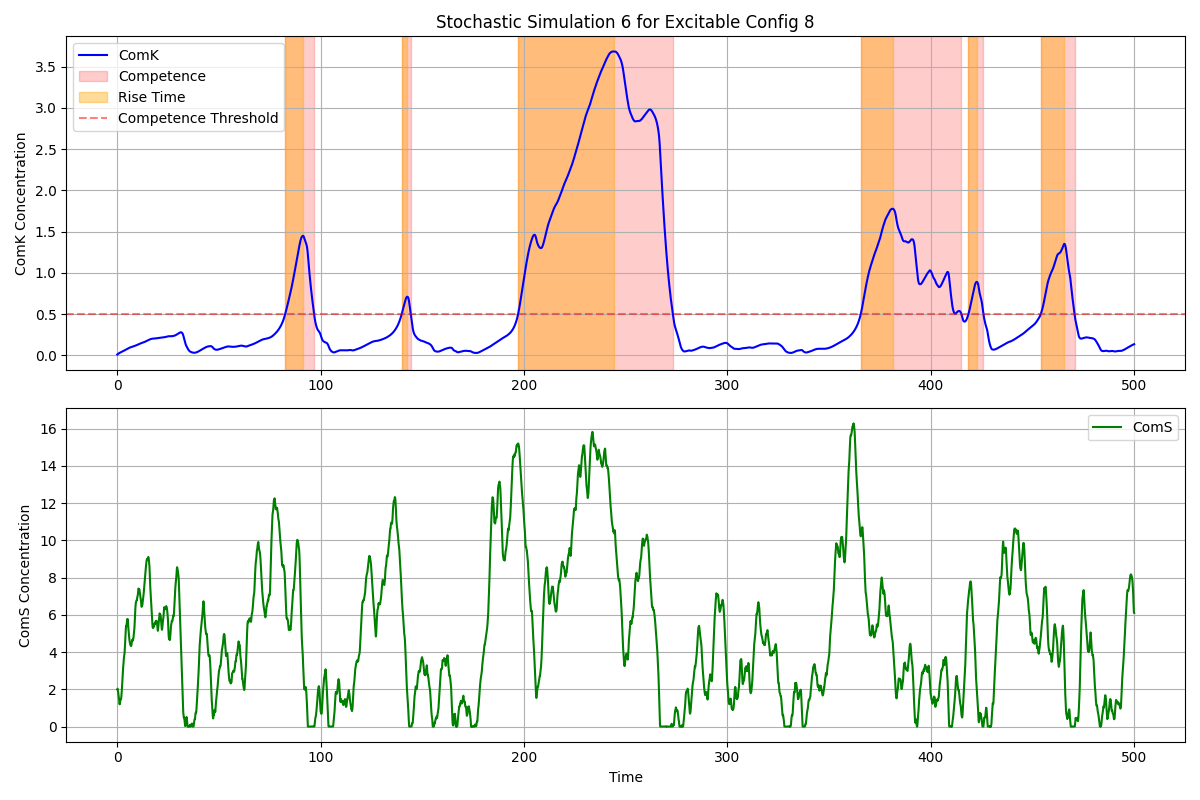 Stochastic Simulation 6 for Excitable Config 8
ComK Concentration
3.5
3.0
2.5
2.0
1.5
1.0
0.5
0.0
ComK
Competence
Rise Time
Competence Threshold
0 100 200 300 400 500
ComS Concentration
16
14
12
10
8
6
4
2
0
ComS
0 100 200 300 400 500
Time